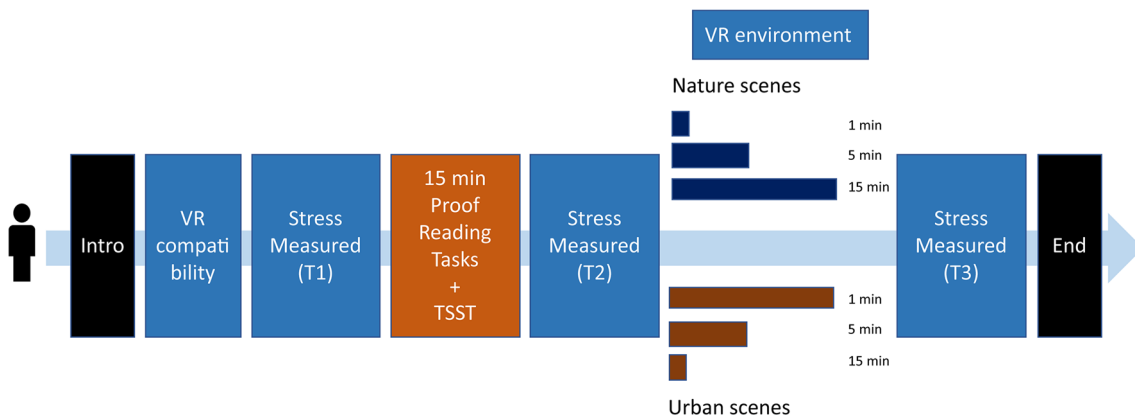 VR environment
Nature scenes
1 min
5 min
15 min
Intro
VR
compati
bility
Stress
Measured
(T1)
15 min
Proof
Reading
Tasks
+
TSST
Stress
Measured
(T2)
Stress
Measured
(T3)
End
1 min
5 min
15 min
Urban scenes